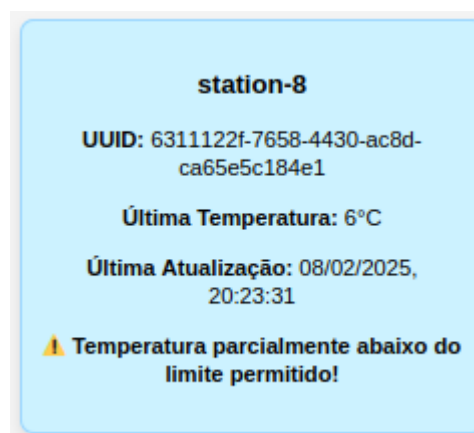 station-8
UUID: 6311122f-7658-4430-ac8d-
ca65e5c184e1
Última Temperatura: 6°C
Última Atualização: 08/02/2025,
20:23:31
⚠️ Temperatura parcialmente abaixo do
limite permitido!